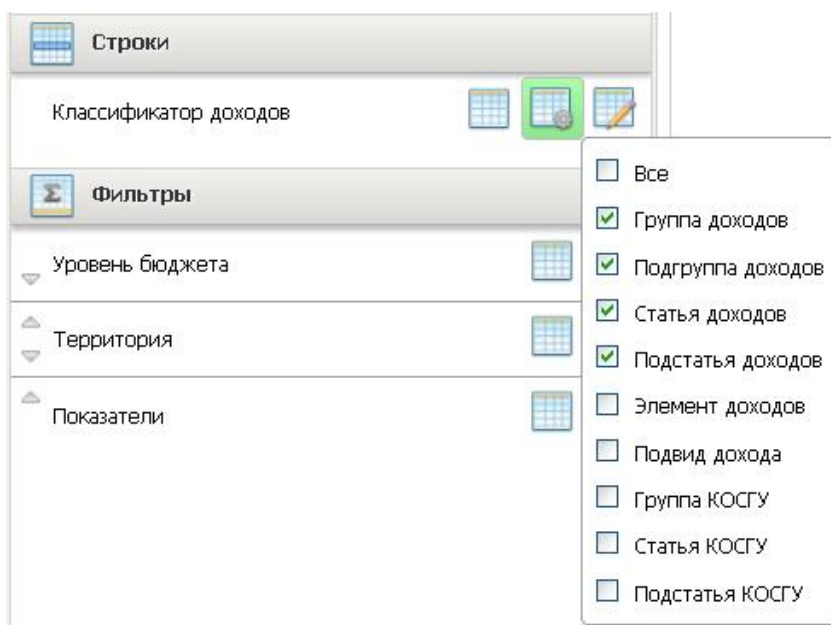 Строки
Классификатор доходов
Фильтры
Уровень бюджета
Территория
Показатели
Все
Группа доходов
Подгруппа доходов
Статья доходов
Подстатья доходов
Элемент доходов
Подвид дохода
Группа КОСГУ
Статья КОСГУ
Подстатья КОСГУ